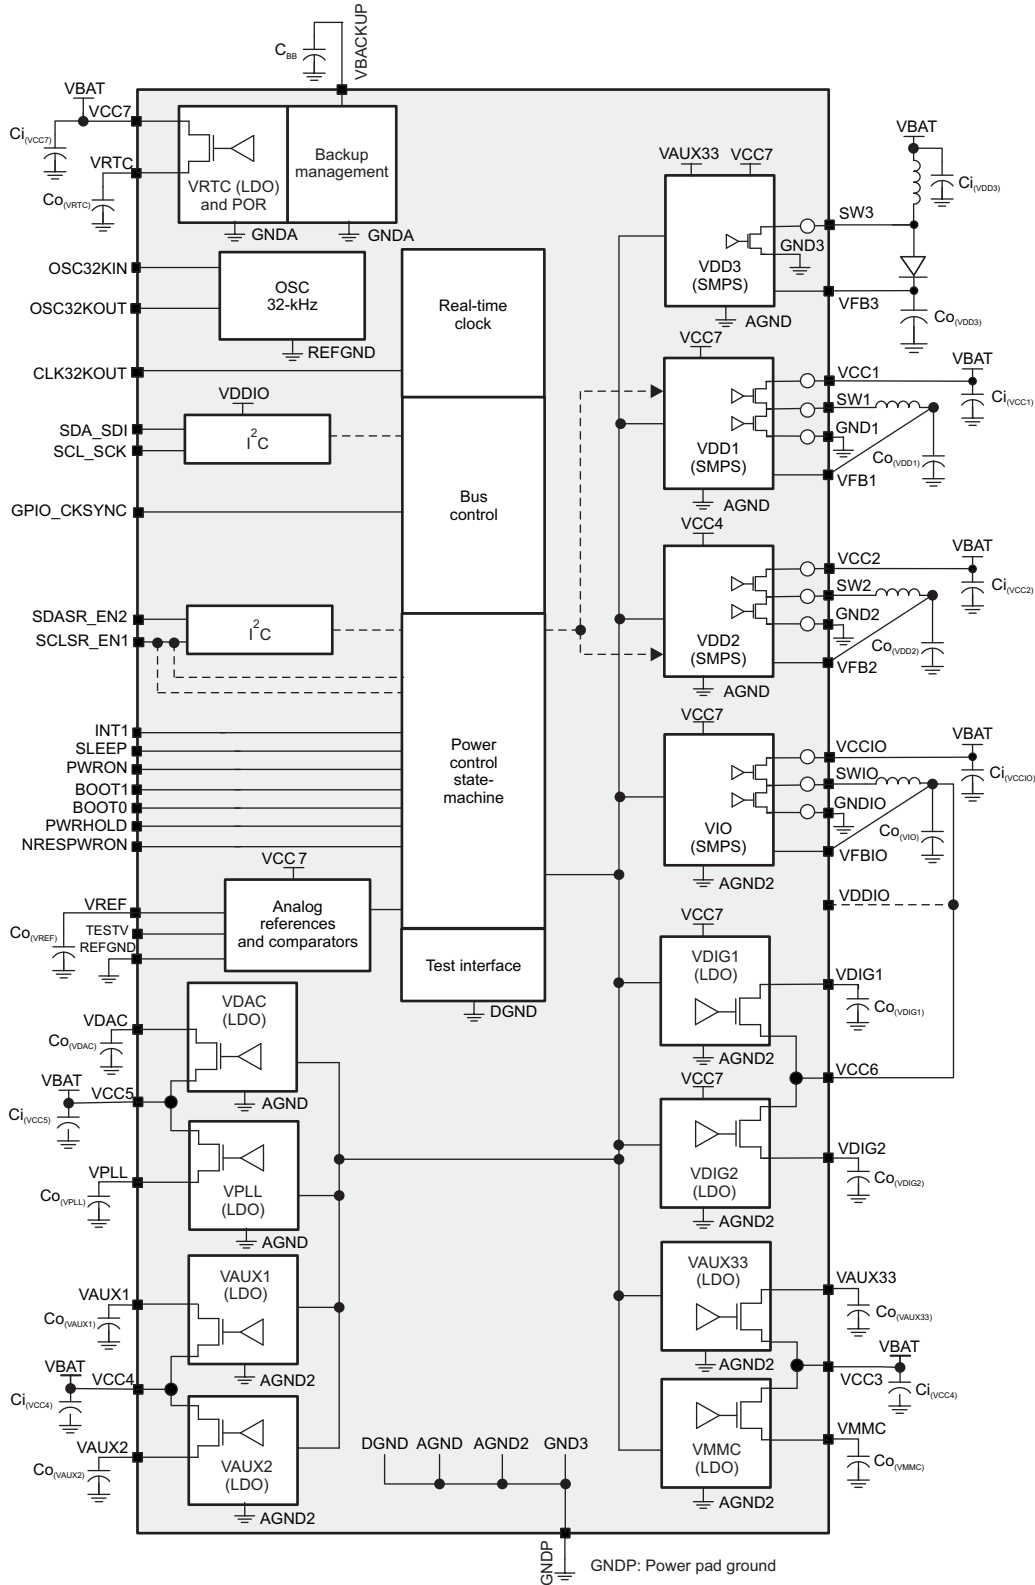 VBACKUP
C BB
VBAT
VCC7
Ci(VCC7)
VRTC
Co(VRTC)
VRTC (LDO)
and POR
Backup
management
GNDA
GNDA
OSC32KIN
OSC32KOUT
OSC
32-kHz
REFGND
CLK32KOUT
VDDIO
SDA_SDI
SCL_SCK
I2C
GPIO_CKSYNC
SDASR_EN2
SCLSR_EN1
I2C
INT1
SLEEP
PWRON
BOOT1
BOOT0
PWRHOLD
NRESPWRON
VCC 7
VREF
TESTV
REFGND
Co(VREF)
Analog
references
and comparators
Real-time
clock
Bus
control
Power
control
state-
machine
Test interface
DGND
VDAC
Co(VDAC)
VDAC
(LDO)
AGND
VBAT
VCC5
Ci(VCC5)
VPLL
Co(VPLL)
VPLL
(LDO)
AGND
VAUX1
Co(VAUX1)
VAUX1
(LDO)
AGND2
VBAT
VCC4
Ci(VCC4)
VAUX2
Co(VAUX2)
VAUX2
(LDO)
AGND2
DGND
AGND
AGND2
GND3
GNDP
GNDP: Power pad ground
VAUX33
VCC7
VDD3
(SMPS)
GND3
AGND
VBAT
Ci(VDD3)
SW3
VFB3
Co(VDD3)
VCC7
VDD1
(SMPS)
AGND
VCC1
SW1
GND1
VFB1
VBAT
Ci(VCC1)
Co(VDD1)
VCC4
VDD2
(SMPS)
AGND
VCC2
SW2
GND2
VFB2
VBAT
Ci(VCC2)
Co(VDD2)
VCC7
VIO
(SMPS)
AGND2
VCCIO
SWIO
GNDIO
VFBIO
VBAT
Ci(VCCIO)
Co(VIO)
VDDIO
VCC7
VDIG1
(LDO)
AGND2
VDIG1
Co(VDIG1)
VCC6
VCC7
VDIG2
(LDO)
AGND2
VDIG2
Co(VDIG2)
VAUX33
(LDO)
AGND2
VAUX33
Co(VAUX33)
VBAT
VCC3
Ci(VCC4)
VMMC
(LDO)
AGND2
VMMC
Co(VMMC)